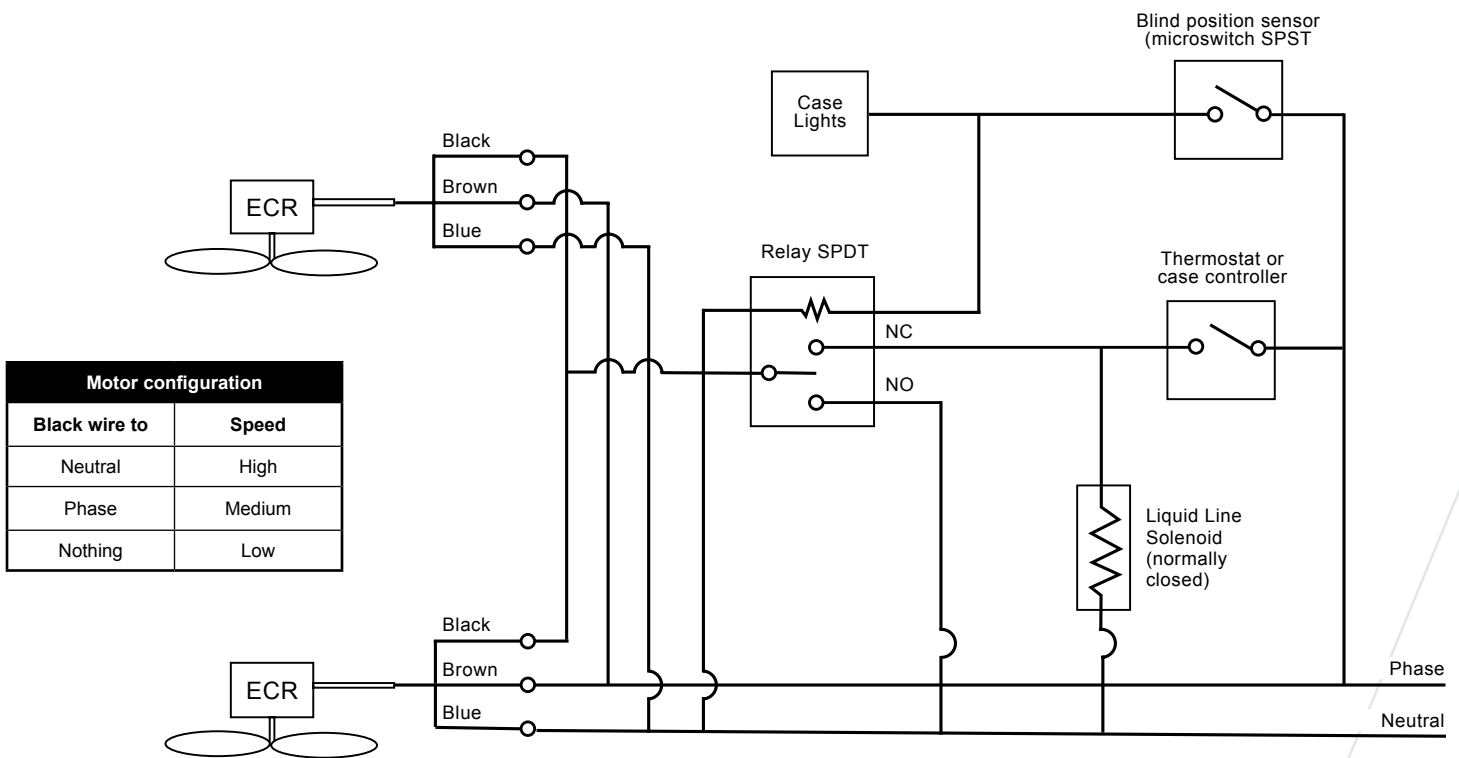 Blind position sensor
(microswitch SPST
Case
Lights
Black
Brown
ECR
Blue
Relay SPDT
Thermostat or
case controller
NC
NO
Motor configuration
Black wire to Speed
Neutral High
Phase Medium
Nothing Low
Liquid Line
Solenoid
(normally
closed)
Black
Brown
ECR
Blue
Phase
Neutral